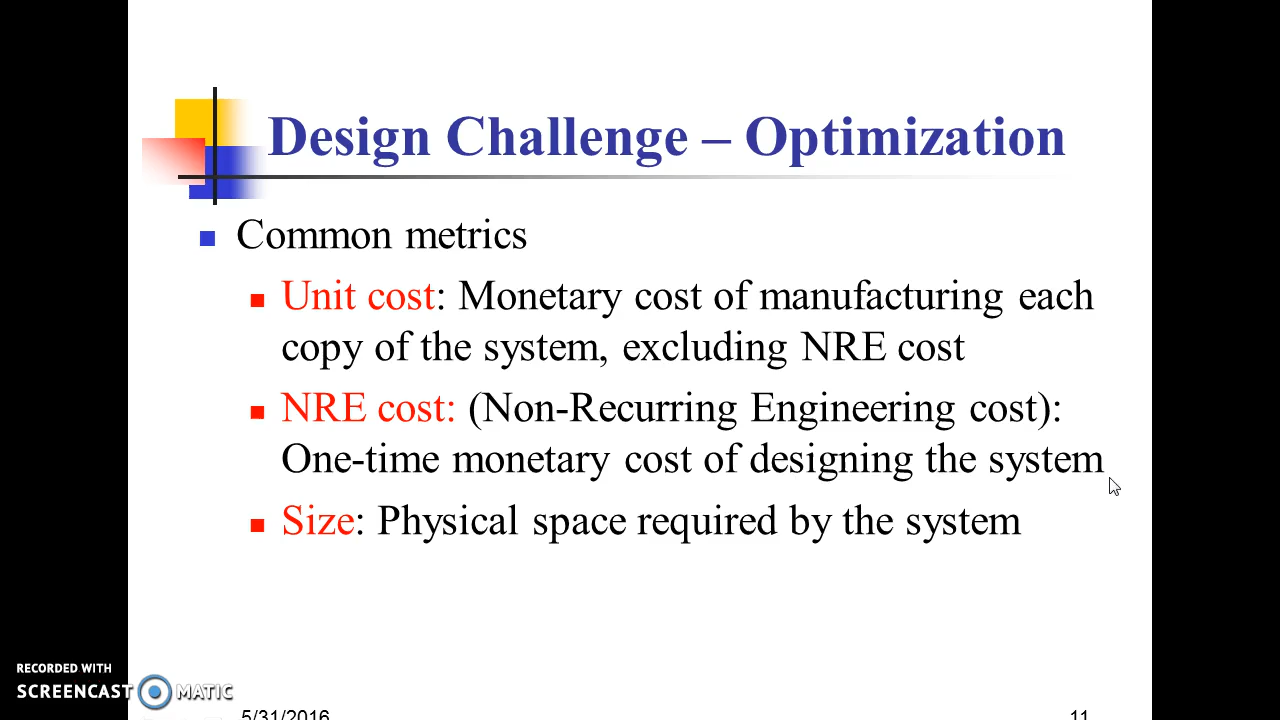 Design Challenge – Optimization
Common metrics
Unit cost: Monetary cost of manufacturing each
copy of the system, excluding NRE cost
NRE cost: (Non-Recurring Engineering cost):
One-time monetary cost of designing the system
Size: Physical space required by the system
RECORDED WITH
SCREENCAST MATIC
5/31/2016
11